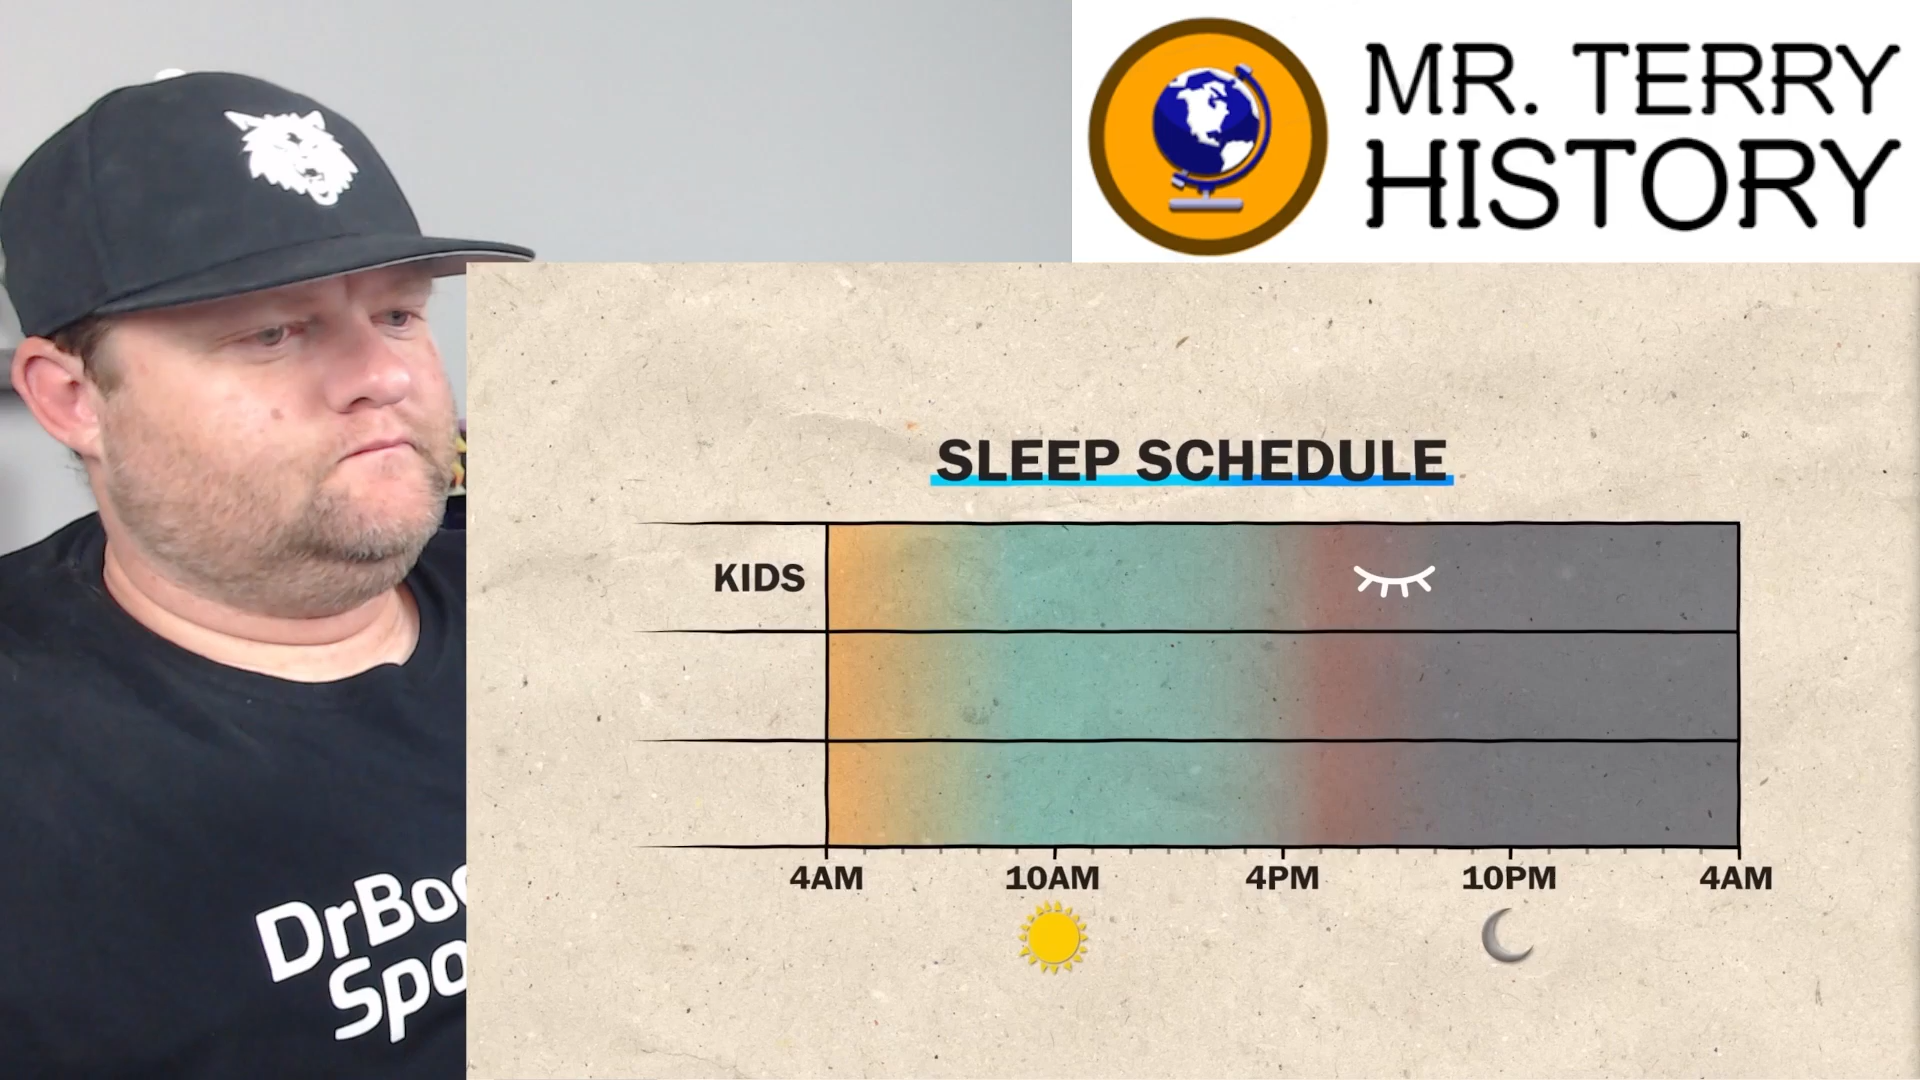 MR. TERRY
HISTORY
SLEEP SCHEDULE
KIDS
4AM 10AM 4PM 10PM 4AM